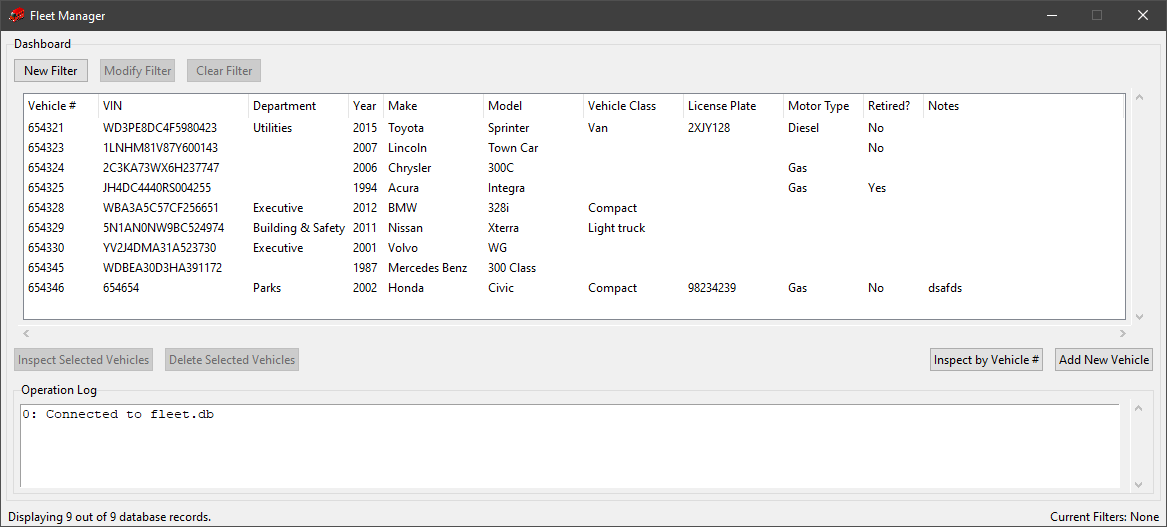 Fleet Manager
Dashboard
New Filter Modify Filter Clear Filter
Vehicle # VIN Department Year Make Model Vehicle Class License Plate Motor Type Retired? Notes
654321 WD3PE8DC4F5980423 Utilities 2015 Toyota Sprinter Van 2XJY128 Diesel No
654323 1LNHM81V87Y600143 2007 Lincoln Town Car No
654324 2C3KA73WX6H237747 2006 Chrysler 300C Gas
654325 JH4DC4440RS004255 1994 Acura Integra Gas Yes
654328 WBA3A5C57CF256651 Executive 2012 BMW 328i Compact
654329 5N1AN0NW9BC524974 Building & Safety 2011 Nissan Xterra Light truck
654330 YV2J4DMA31A523730 Executive 2001 Volvo WG
654345 WDBEA30D3HA391172 1987 Mercedes Benz 300 Class
654346 654654 Parks 2002 Honda Civic Compact 98234239 Gas No dsafds
Inspect Selected Vehicles Delete Selected Vehicles Inspect by Vehicle # Add New Vehicle
Operation Log
0: Connected to fleet.db
Displaying 9 out of 9 database records. Current Filters: None